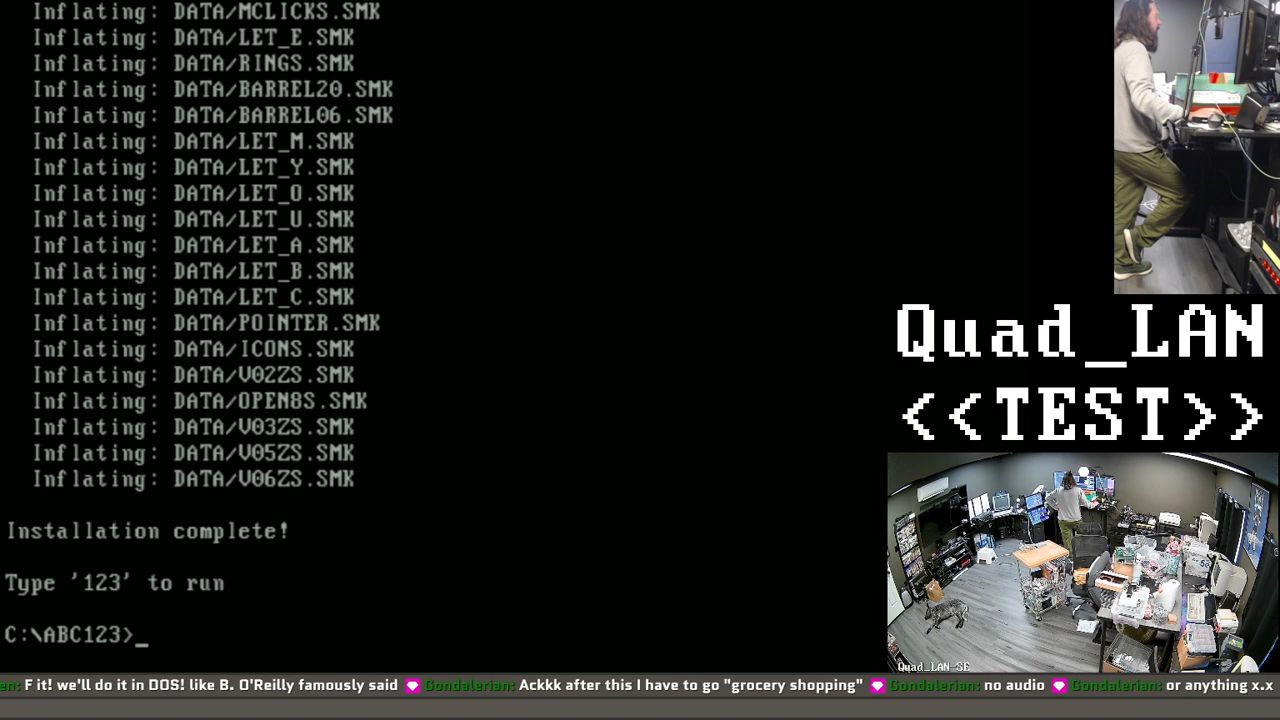 Inflating: DATA/MCLICKS.SMK
Inflating: DATA/LET_E.SMK
Inflating: DATA/RINGS.SMK
Inflating: DATA/BARREL20.SMK
Inflating: DATA/BARREL06.SMK
Inflating: DATA/LET_M.SMK
Inflating: DATA/LET_Y.SMK
Inflating: DATA/LET_O.SMK
Inflating: DATA/LET_U.SMK
Inflating: DATA/LET_A.SMK
Inflating: DATA/LET_B.SMK
Inflating: DATA/LET_C.SMK
Inflating: DATA/POINTER.SMK
Inflating: DATA/ICONS.SMK
Inflating: DATA/V02ZS.SMK
Inflating: DATA/OPEN8S.SMK
Inflating: DATA/V03ZS.SMK
Inflating: DATA/V05ZS.SMK
Inflating: DATA/V06ZS.SMK
Installation complete!
Type '123' to run
C:\ABC123>_
Quad_LAN
<<TEST>>
Quad_LAN-SE
en: F it! we'll do it in DOS! like B. O'Reilly famously said Gondalerian: Ackkk after this I have to go "grocery shopping" Gondalerian: no audio Gondalerian: or anything x.x